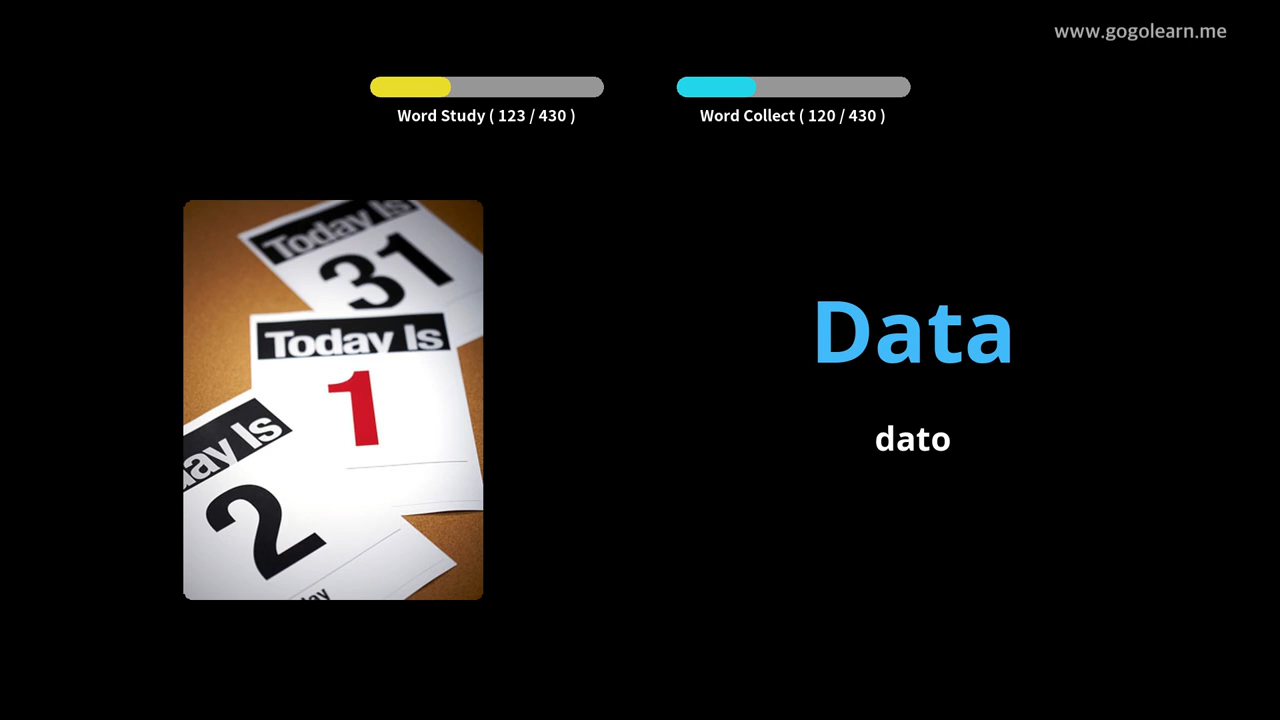 www.gogolearn.me
Word Study ( 123 / 430 )
Word Collect ( 120 / 430 )
Today Is
31
Today Is
1
day Is
2
Data
dato